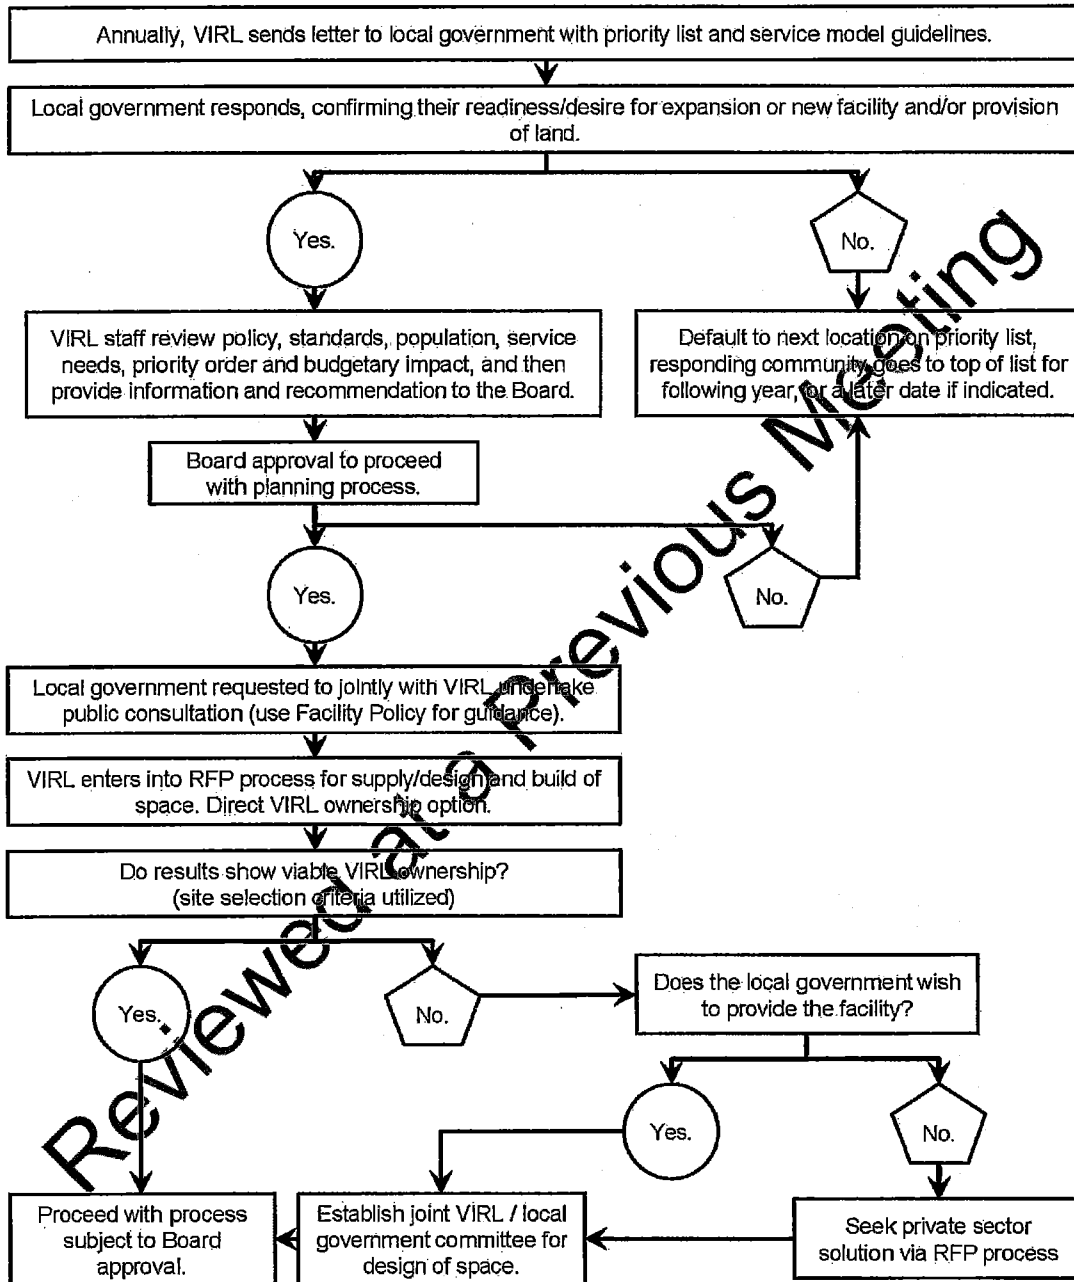 Annually, VIRL sends letter to local government with priority list and service model guidelines.
Local government responds, confirming their readiness/desire for expansion or new facility and/or provision
of land.
Yes.
No.
VIRL staff review policy, standards, population, service
needs, priority order and budgetary impact, and then
provide information and recommendation to the Board.
Default to next location on priority list,
responding community goes to top of list for
following year, or a later date if indicated.
Board approval to proceed
with planning process.
Yes.
No.
Local government requested to jointly with VIRL undertake
public consultation (use Facility Policy for guidance).
VIRL enters into RFP process for supply/design and build of
space. Direct VIRL ownership option.
Do results show viable VIRL ownership?
(site selection criteria utilized)
Yes.
No.
Does the local government wish
to provide the facility?
Yes.
No.
Proceed with process
subject to Board
approval.
Establish joint VIRL / local
government committee for
design of space.
Seek private sector
solution via RFP process
Reviewed at a Previous Meeting